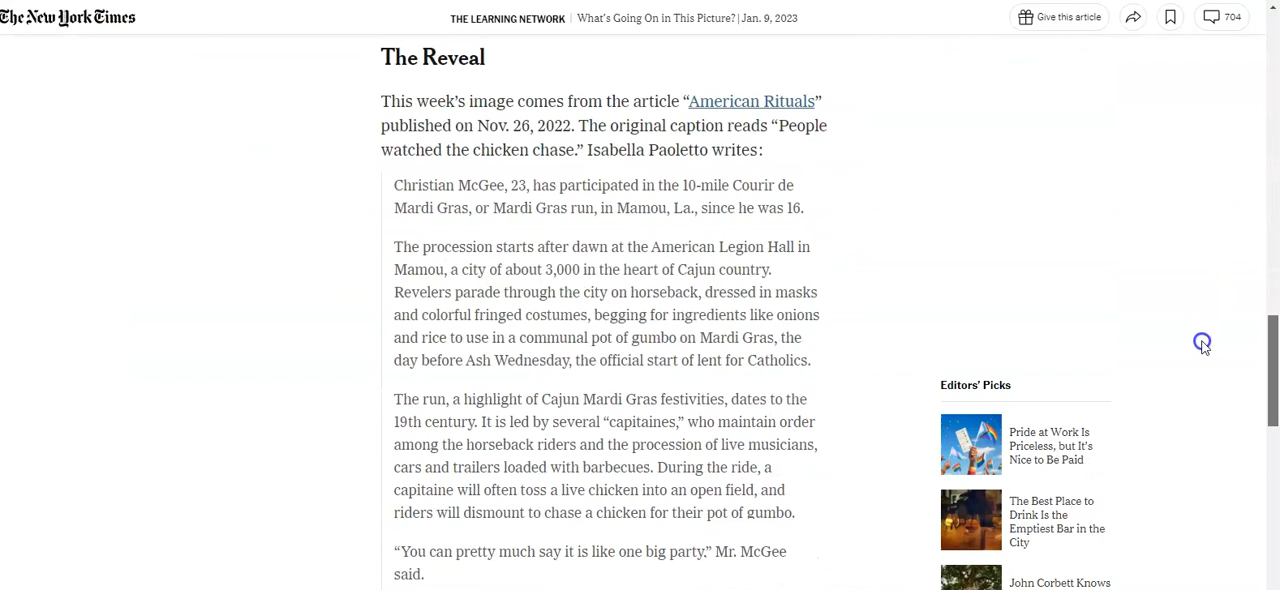 The New York Times
THE LEARNING NETWORK | What's Going On in This Picture? | Jan. 9, 2023
Give this article
704
The Reveal
This week's image comes from the article “American Rituals”
published on Nov. 26, 2022. The original caption reads “People
watched the chicken chase.” Isabella Paoletto writes:
Christian McGee, 23, has participated in the 10-mile Courir de
Mardi Gras, or Mardi Gras run, in Mamou, La., since he was 16.
The procession starts after dawn at the American Legion Hall in
Mamou, a city of about 3,000 in the heart of Cajun country.
Revelers parade through the city on horseback, dressed in masks
and colorful fringed costumes, begging for ingredients like onions
and rice to use in a communal pot of gumbo on Mardi Gras, the
day before Ash Wednesday, the official start of lent for Catholics.
The run, a highlight of Cajun Mardi Gras festivities, dates to the
19th century. It is led by several “capitaines,” who maintain order
among the horseback riders and the procession of live musicians,
cars and trailers loaded with barbecues. During the ride, a
capitaine will often toss a live chicken into an open field, and
riders will dismount to chase a chicken for their pot of gumbo.
“You can pretty much say it is like one big party,” Mr. McGee
said.
Editors' Picks
Pride at Work Is
Priceless, but It's
Nice to Be Paid
The Best Place to
Drink Is the
Emptiest Bar in the
City
John Corbett Knows